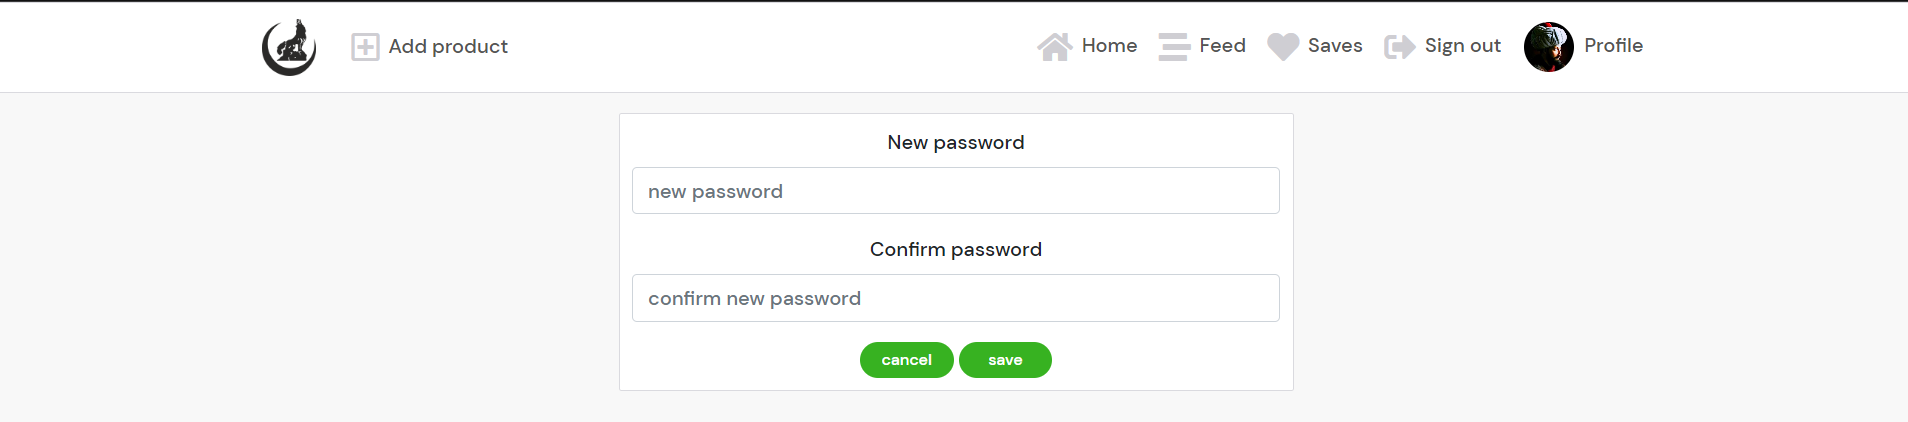 Add product Home Feed Saves Sign out Profile
New password
new password
Confirm password
confirm new password
cancel save